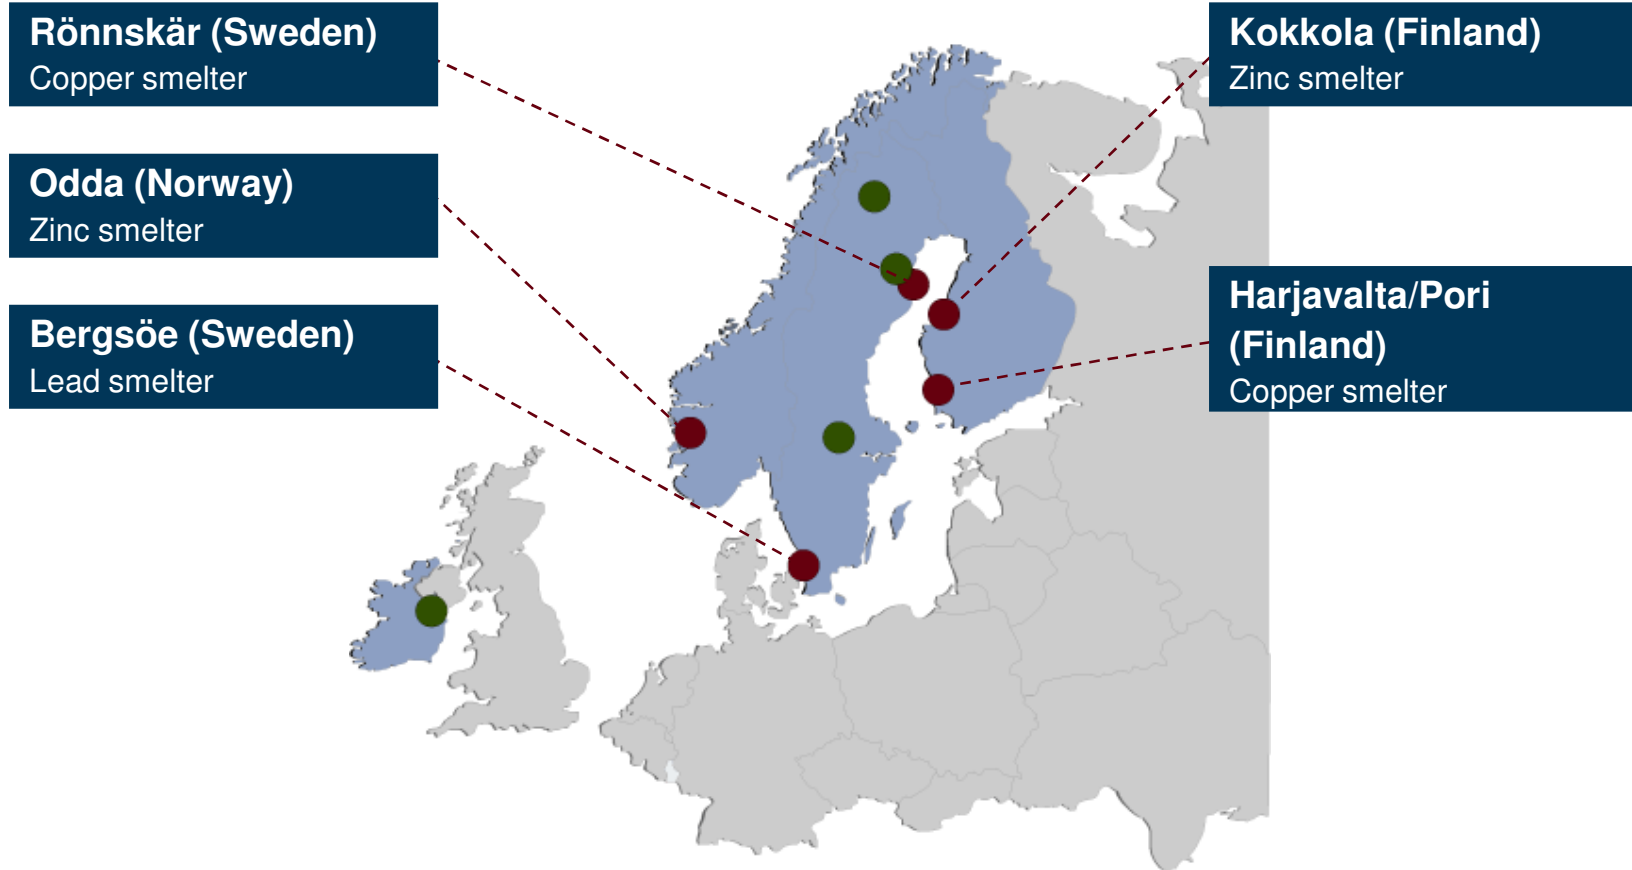 Rönnskär (Sweden)
Copper smelter
Odda (Norway)
Zinc smelter
Bergsöe (Sweden)
Lead smelter
Kokkola (Finland)
Zinc smelter
Harjavalta/Pori
(Finland)
Copper smelter